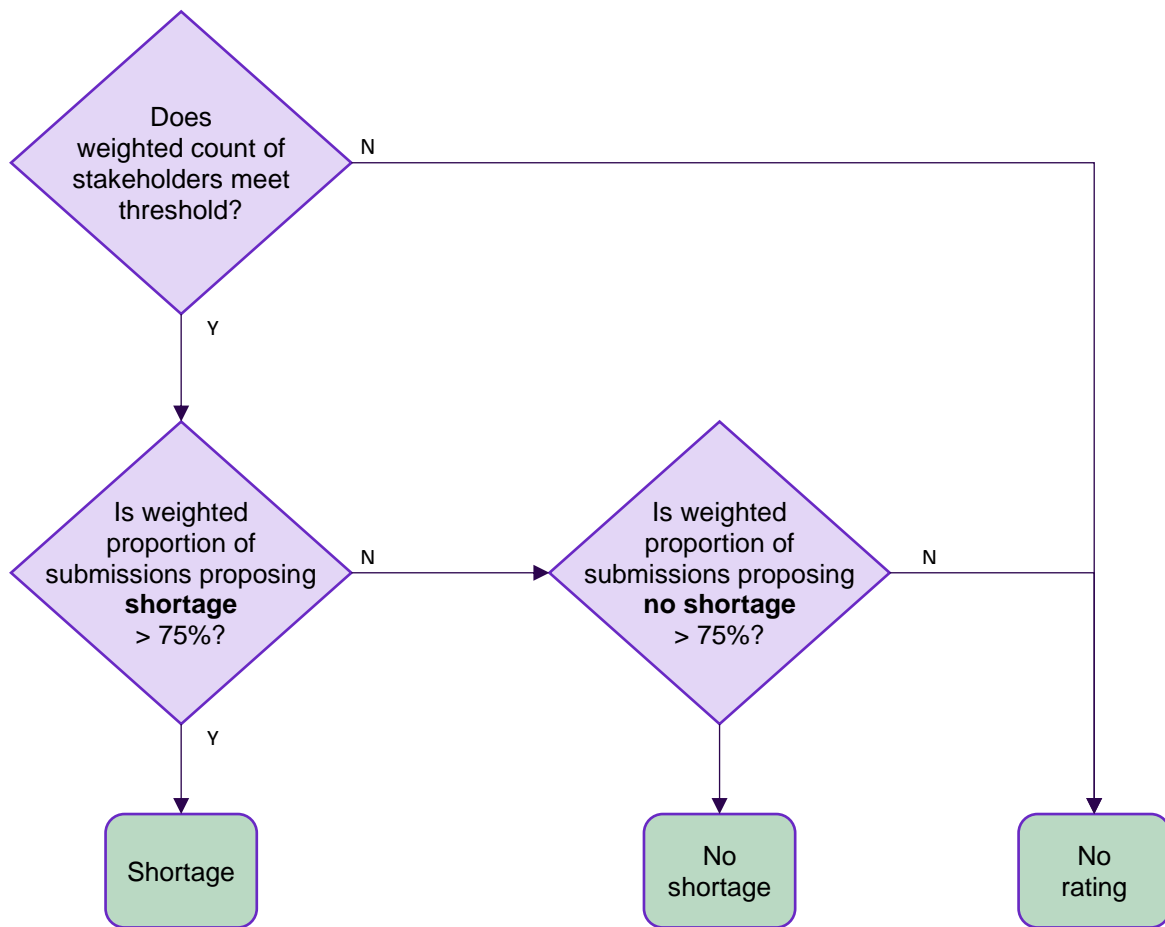 Does
weighted count of
stakeholders meet
threshold?
N
Y
Is weighted
proportion of
submissions proposing
shortage
> 75%?
N
Is weighted
proportion of
submissions proposing
no shortage
> 75%?
N
Y
Shortage
No
shortage
No
rating